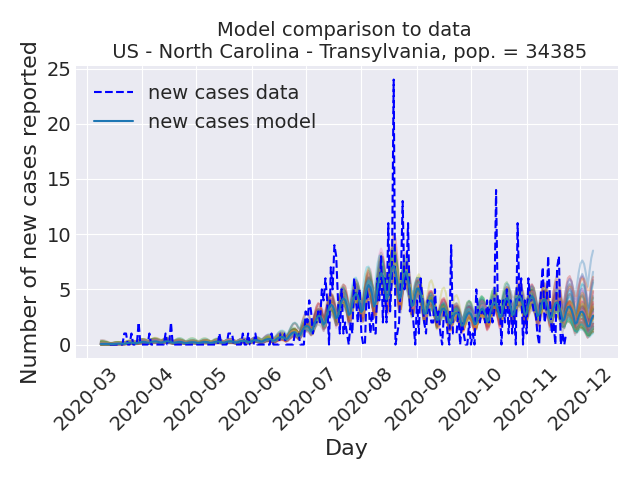 Model comparison to data
US - North Carolina - Transylvania, pop. = 34385
Number of new cases reported
25
20
15
10
5
0
new cases data
new cases model
2020-03
2020-04
2020-05
2020-06
2020-07
2020-08
2020-09
2020-10
2020-11
2020-12
Day